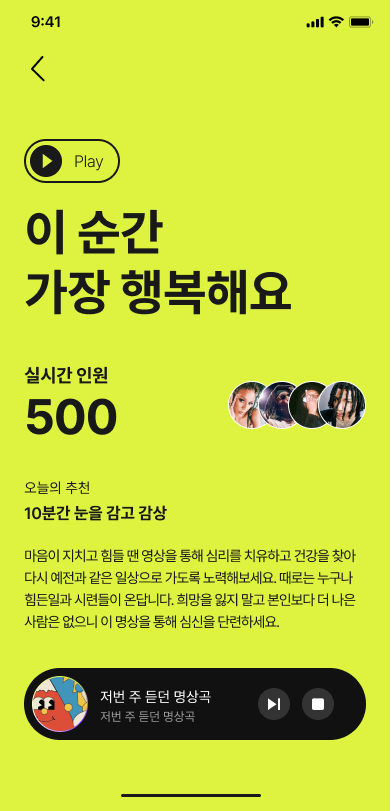 9:41
Play
이 순간
가장 행복해요
실시간 인원
500
오늘의 추천
10분간 눈을 감고 감상
마음이 지치고 힘들 땐 영상을 통해 심리를 치유하고 건강을 찾아
다시 예전과 같은 일상으로 가도록 노력해보세요. 때로는 누구나
힘든일과 시련들이 온답니다. 희망을 잃지 말고 본인보다 더 나은
사람은 없으니 이 명상을 통해 심신을 단련하세요.
저번 주 듣던 명상곡
저번 주 듣던 명상곡